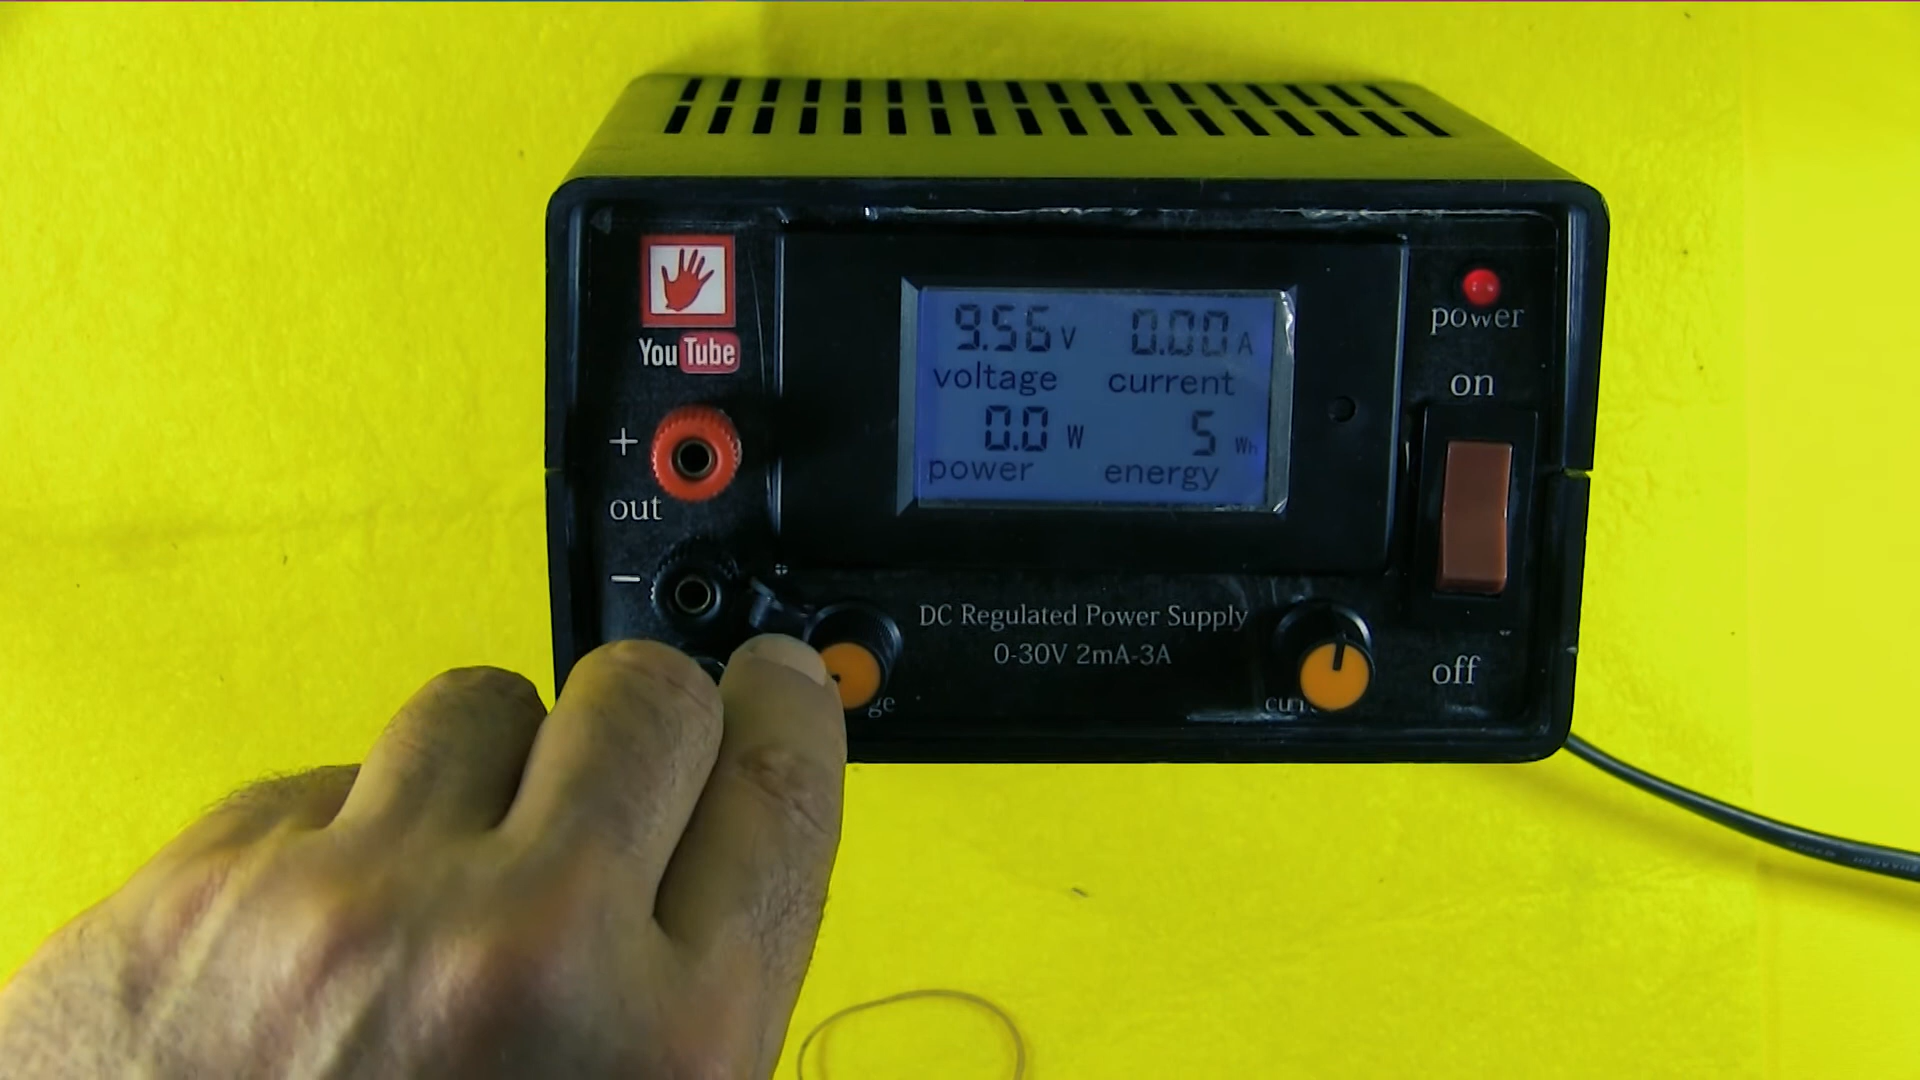 YouTube
+
out
−
9.56 V 0.00 A
voltage current
0.0 W 5 Wh
power energy
power
on
off
DC Regulated Power Supply
0-30V 2mA-3A